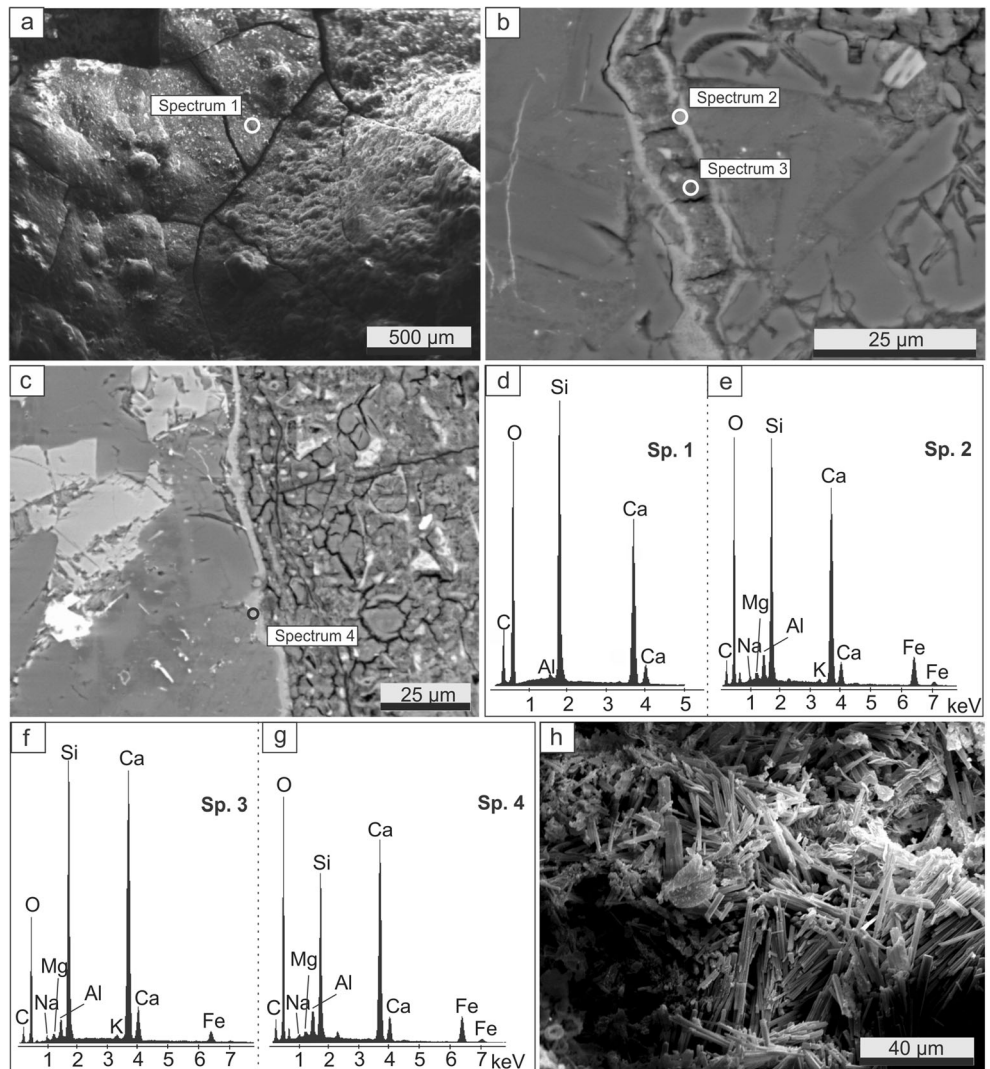 a
Spectrum 1
500 µm
b
Spectrum 2
Spectrum 3
25 µm
c
Spectrum 4
25 µm
d
Si
O
Sp. 1
Ca
C
Al
Ca
1 2 3 4 5
e
O
Si
Sp. 2
Ca
Mg
Al
C
Na
K
Ca
Fe
Fe
1 2 3 4 5 6 7 keV
f
Si
Ca
Sp. 3
O
Mg
Al
C
Na
K
Ca
Fe
1 2 3 4 5 6 7
g
O
Sp. 4
Ca
Si
Mg
Al
C
Na
Ca
Fe
Fe
1 2 3 4 5 6 7 keV
h
40 µm